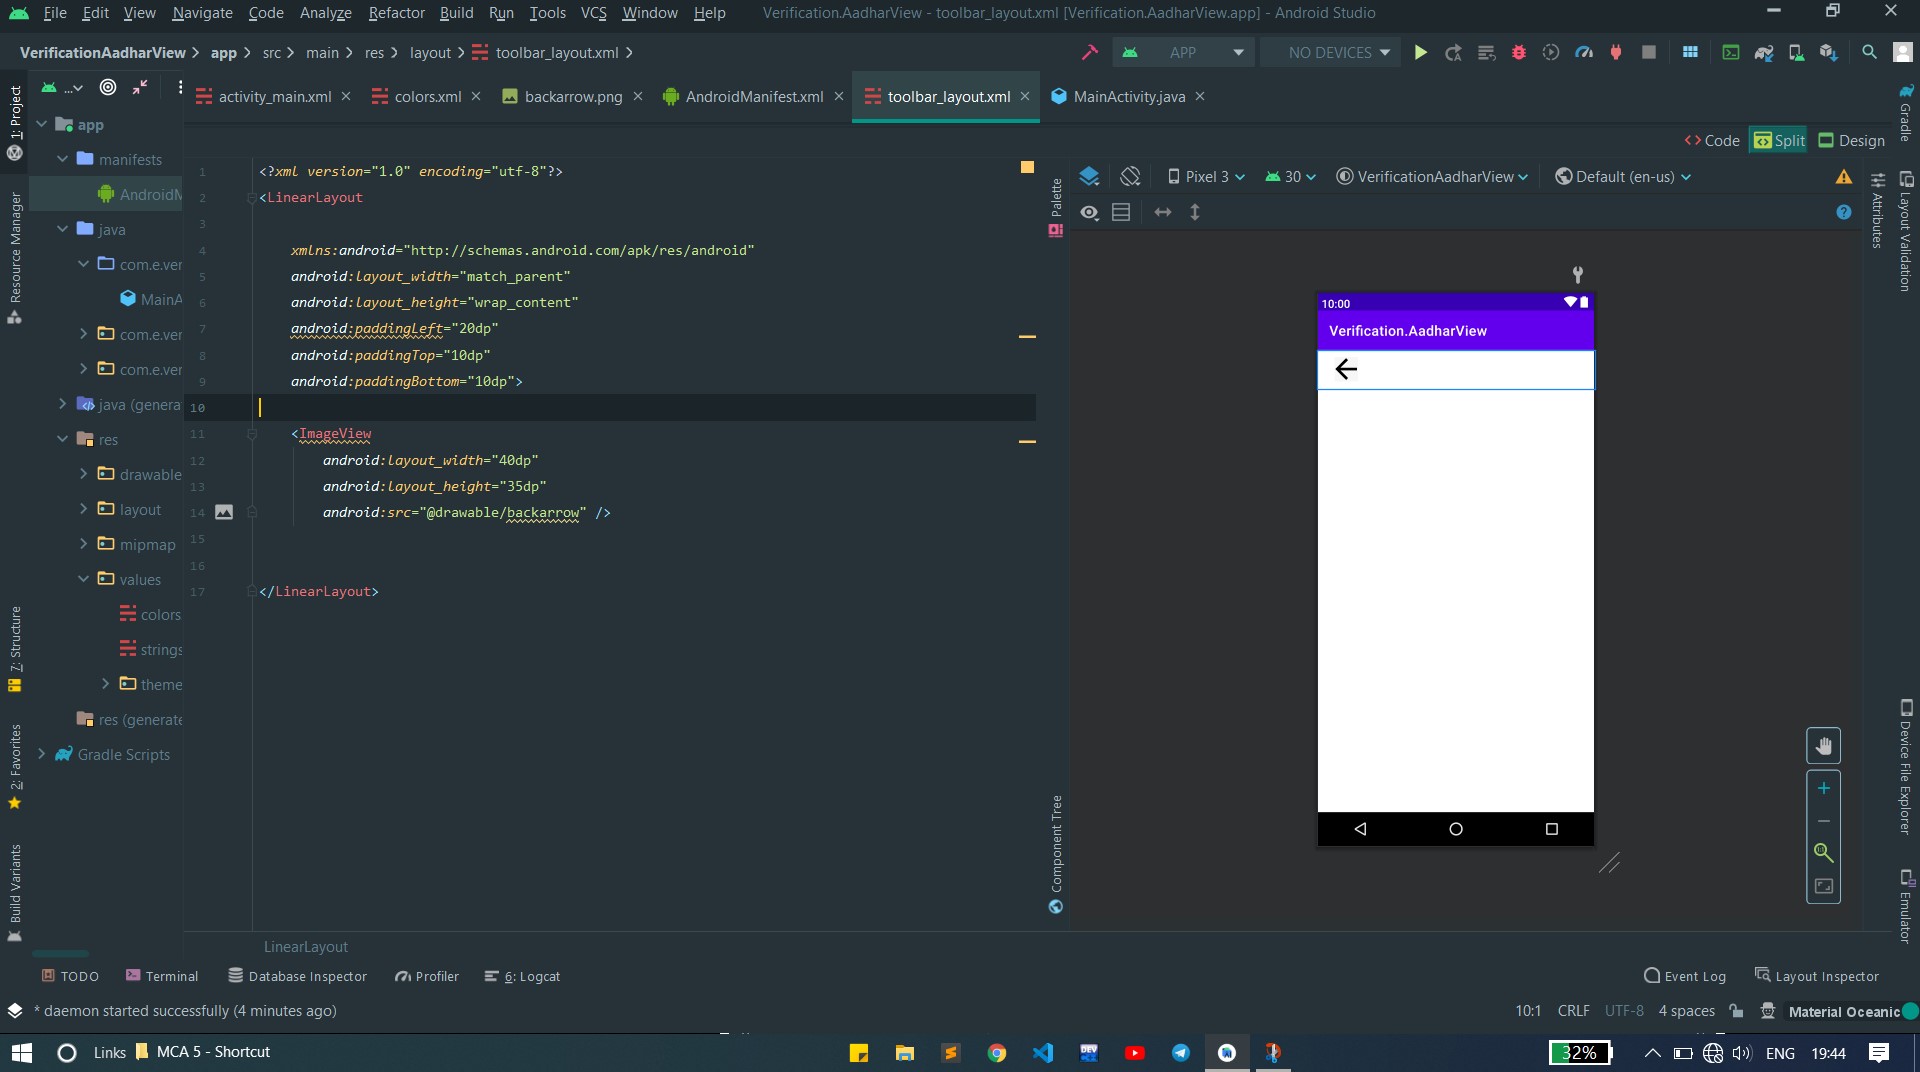 File Edit View Navigate Code Analyze Refactor Build Run Tools VCS Window Help Verification.AadharView - toolbar_layout.xml [Verification.AadharView.app] - Android Studio
VerificationAadharView app src main res layout toolbar_layout.xml APP NO DEVICES
... activity_main.xml colors.xml backarrow.png AndroidManifest.xml toolbar_layout.xml MainActivity.java
Code Split Design
1: Project
Resource Manager
7: Structure
2: Favorites
Build Variants
app
manifests
AndroidM
java
com.e.ver
MainA
com.e.ver
com.e.ver
java (genera
res
drawable
layout
mipmap
values
colors
strings
theme
res (generate
Gradle Scripts
1 <?xml version="1.0" encoding="utf-8"?>
2 <LinearLayout
3
4 xmlns:android="http://schemas.android.com/apk/res/android"
5 android:layout_width="match_parent"
6 android:layout_height="wrap_content"
7 android:paddingLeft="20dp"
8 android:paddingTop="10dp"
9 android:paddingBottom="10dp">
10
11 <ImageView
12 android:layout_width="40dp"
13 android:layout_height="35dp"
14 android:src="@drawable/backarrow" />
15
16
17 </LinearLayout>
LinearLayout
Palette
Component Tree
Pixel 3 30 VerificationAadharView Default (en-us)
10:00
Verification.AadharView
Attributes
Gradle
Layout Validation
Device File Explorer
Emulator
TODO Terminal Database Inspector Profiler 6: Logcat Event Log Layout Inspector
* daemon started successfully (4 minutes ago) 10:1 CRLF UTF-8 4 spaces Material Oceanic
Links MCA 5 - Shortcut DEV 32% ENG 19:44